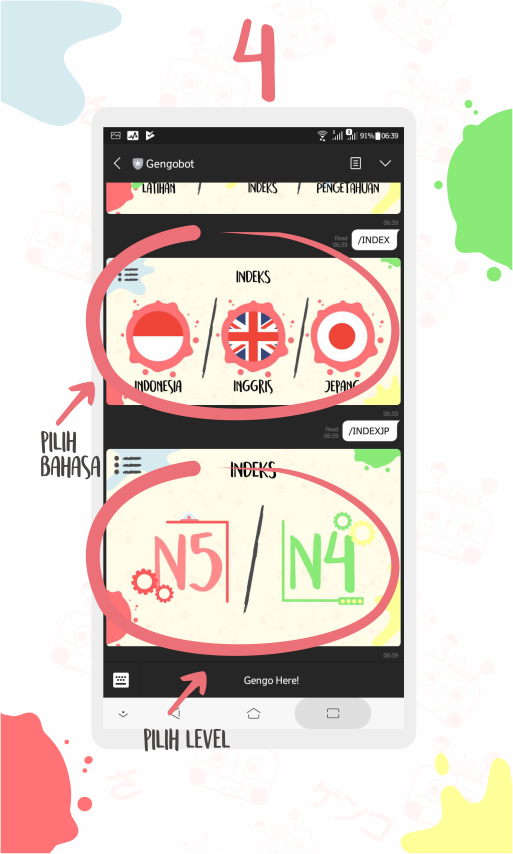 4
91% 06:39
Gengobot
LATIHAN / INDEKS / PENGETAHUAN
06:39
Read
06:39
/INDEX
INDEKS
INDONESIA / INGGRIS / JEPANG
06:39
Read
06:39
/INDEXJP
PILIH
BAHASA
INDEKS
N5 / N4
06:39
Gengo Here!
PILIH LEVEL
さ
ゲンゴ